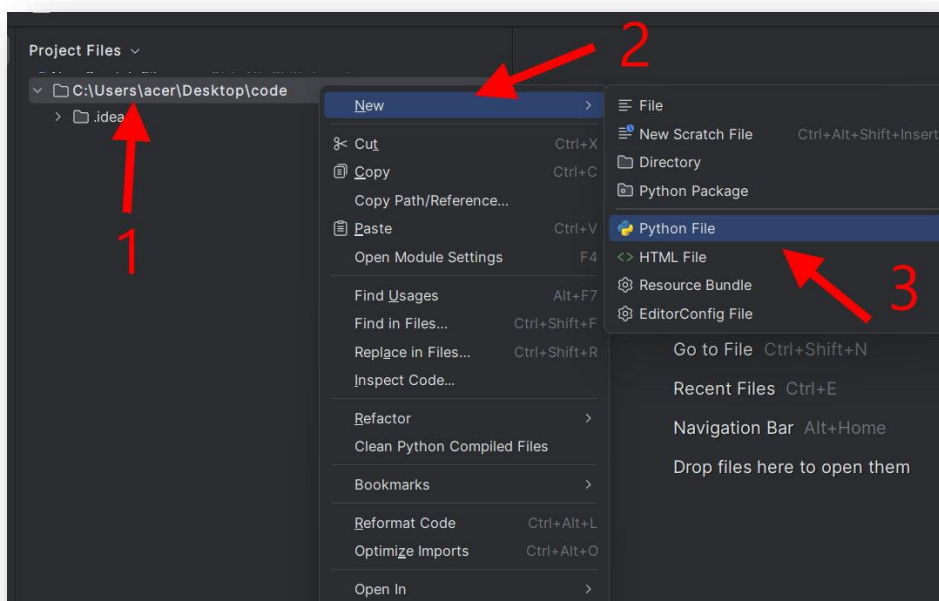 Project Files
C:\Users\acer\Desktop\code
.idea
1
2
New
Cut Ctrl+X
Copy Ctrl+C
Copy Path/Reference...
Paste Ctrl+V
Open Module Settings F4
Find Usages Alt+F7
Find in Files... Ctrl+Shift+F
Replace in Files... Ctrl+Shift+R
Inspect Code...
Refactor
Clean Python Compiled Files
Bookmarks
Reformat Code Ctrl+Alt+L
Optimize Imports Ctrl+Alt+O
Open In
File
New Scratch File Ctrl+Alt+Shift+Insert
Directory
Python Package
Python File
HTML File
Resource Bundle
EditorConfig File
3
Go to File Ctrl+Shift+N
Recent Files Ctrl+E
Navigation Bar Alt+Home
Drop files here to open them